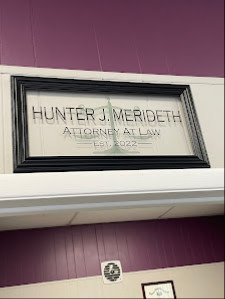 HUNTER J. MERIDETH
ATTORNEY AT LAW
EST. 2022